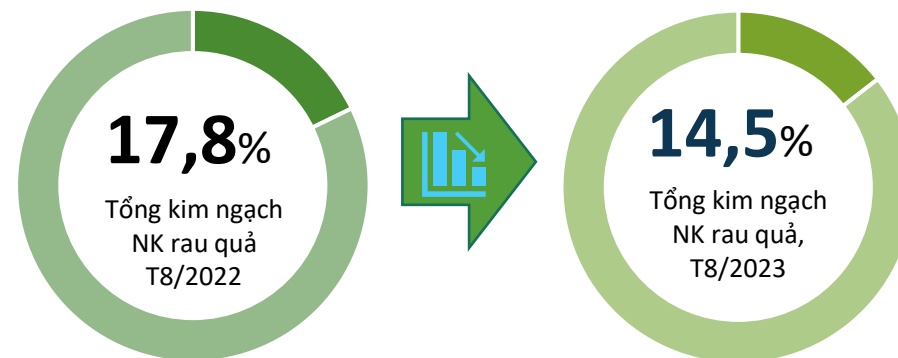 17,8%
Tổng kim ngạch
NK rau quả
T8/2022
14,5%
Tổng kim ngạch
NK rau quả,
T8/2023